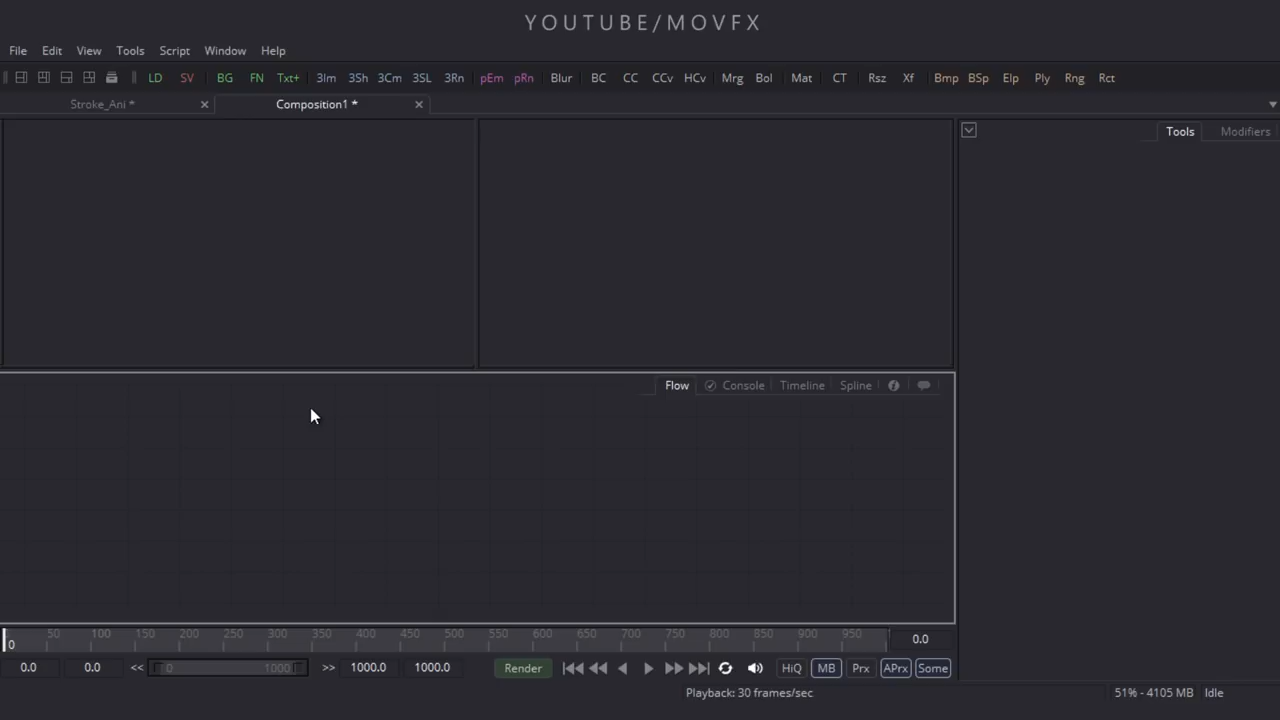 YOUTUBE/MOVFX
File Edit View Tools Script Window Help
LD SV BG FN Txt+ 3Im 3Sh 3Cm 3SL 3Rn pEm pRn Blur BC CC CCv HCv Mrg Bol Mat CT Rsz Xf Bmp BSp Elp Ply Rng Rct
Stroke_Ani * Composition1 *
Tools Modifiers
Flow Console Timeline Spline
0 50 100 150 200 250 300 350 400 450 500 550 600 650 700 750 800 850 900 950 0.0
0.0 0.0 << 0 1000 >> 1000.0 1000.0 Render HiQ MB Prx APrx Some
Playback: 30 frames/sec 51% - 4105 MB Idle